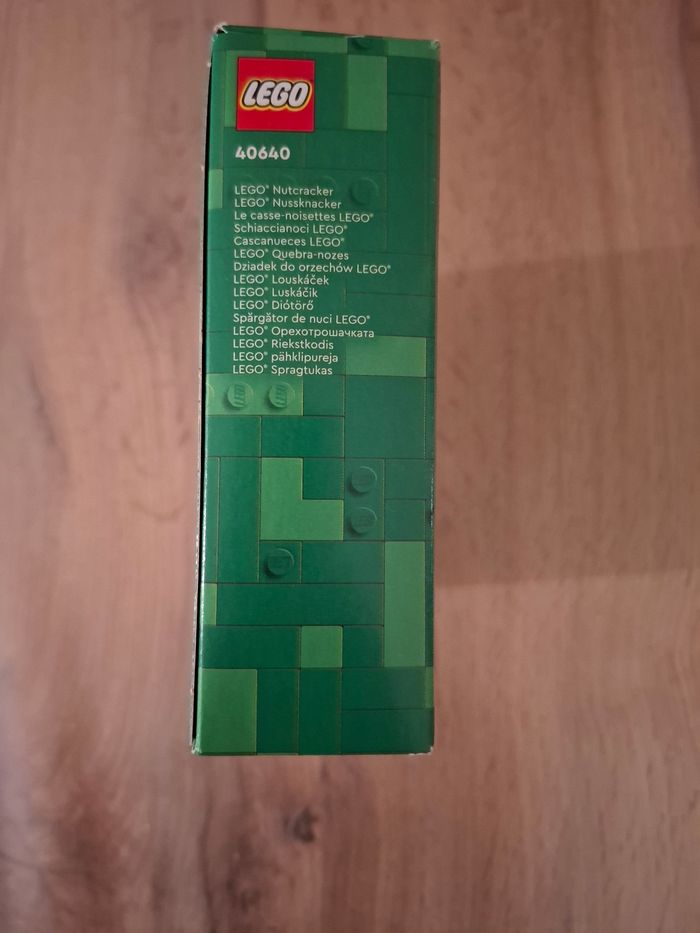 LEGO
40640
LEGO® Nutcracker
LEGO® Nussknacker
Le casse-noisettes LEGO®
Schiaccianoci LEGO®
Cascanueces LEGO®
LEGO® Quebra-nozes
Dziadek do orzechów LEGO®
LEGO® Louskáček
LEGO® Luskáčik
LEGO® Diótörő
Spărgător de nuci LEGO®
LEGO® Орехотрошачката
LEGO® Riekstkodis
LEGO® pähklipureja
LEGO® Spragtukas